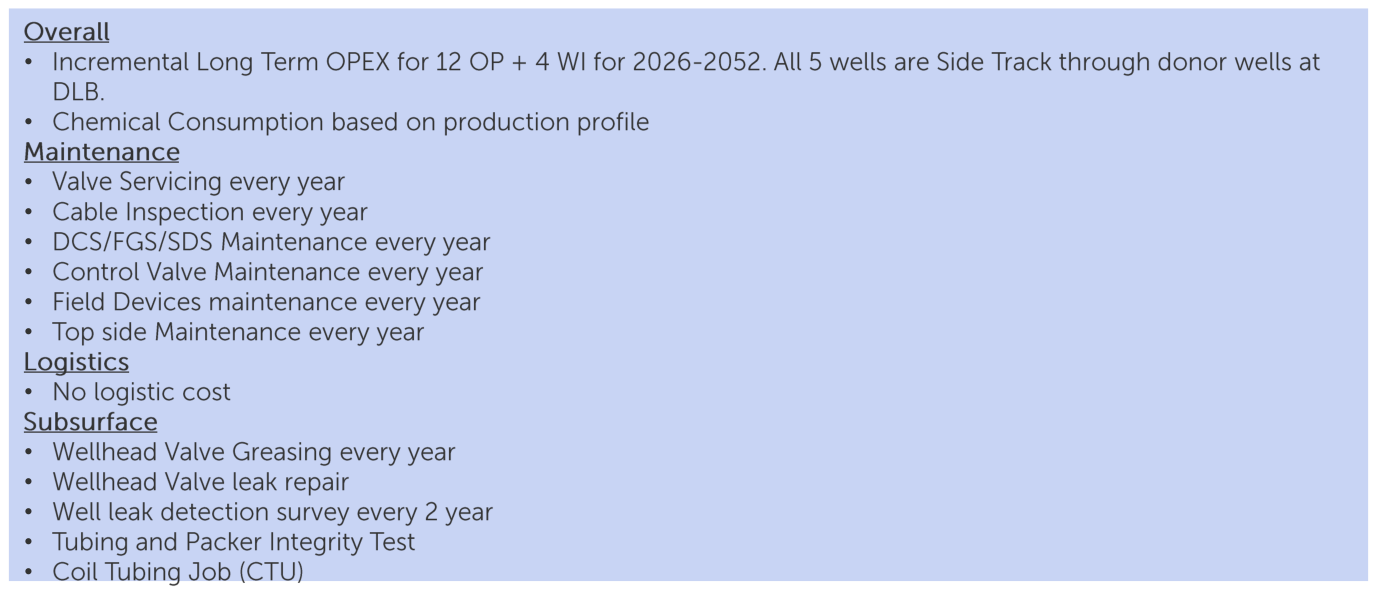 Overall
• Incremental Long Term OPEX for 12 OP + 4 WI for 2026-2052. All 5 wells are Side Track through donor wells at
DLB.
• Chemical Consumption based on production profile
Maintenance
• Valve Servicing every year
• Cable Inspection every year
• DCS/FGS/SDS Maintenance every year
• Control Valve Maintenance every year
• Field Devices maintenance every year
• Top side Maintenance every year
Logistics
• No logistic cost
Subsurface
• Wellhead Valve Greasing every year
• Wellhead Valve leak repair
• Well leak detection survey every 2 year
• Tubing and Packer Integrity Test
• Coil Tubing Job (CTU)